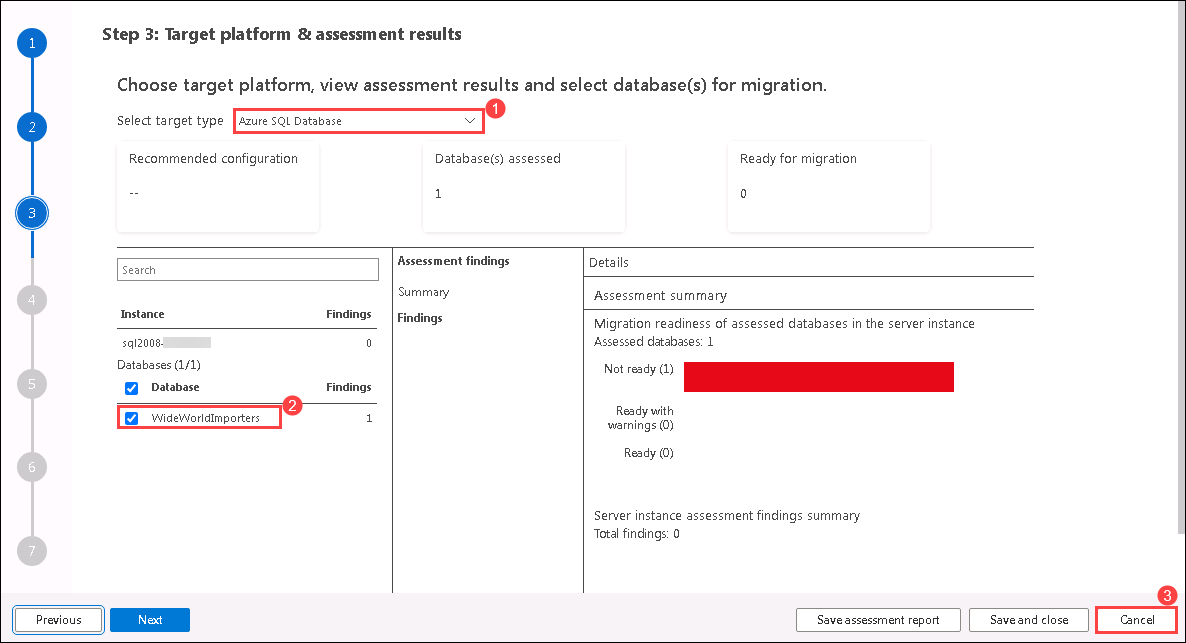 1
2
3
4
5
6
7
Step 3: Target platform & assessment results
Choose target platform, view assessment results and select database(s) for migration.
Select target type Azure SQL Database 1
Recommended configuration
--
Database(s) assessed
1
Ready for migration
0
Search
Instance Findings
sql2008- 0
Databases (1/1)
Database Findings
WideWorldImporters 2 1
Assessment findings
Summary
Findings
Details
Assessment summary
Migration readiness of assessed databases in the server instance
Assessed databases: 1
Not ready (1)
Ready with
warnings (0)
Ready (0)
Server instance assessment findings summary
Total findings: 0
Previous Next Save assessment report Save and close Cancel 3